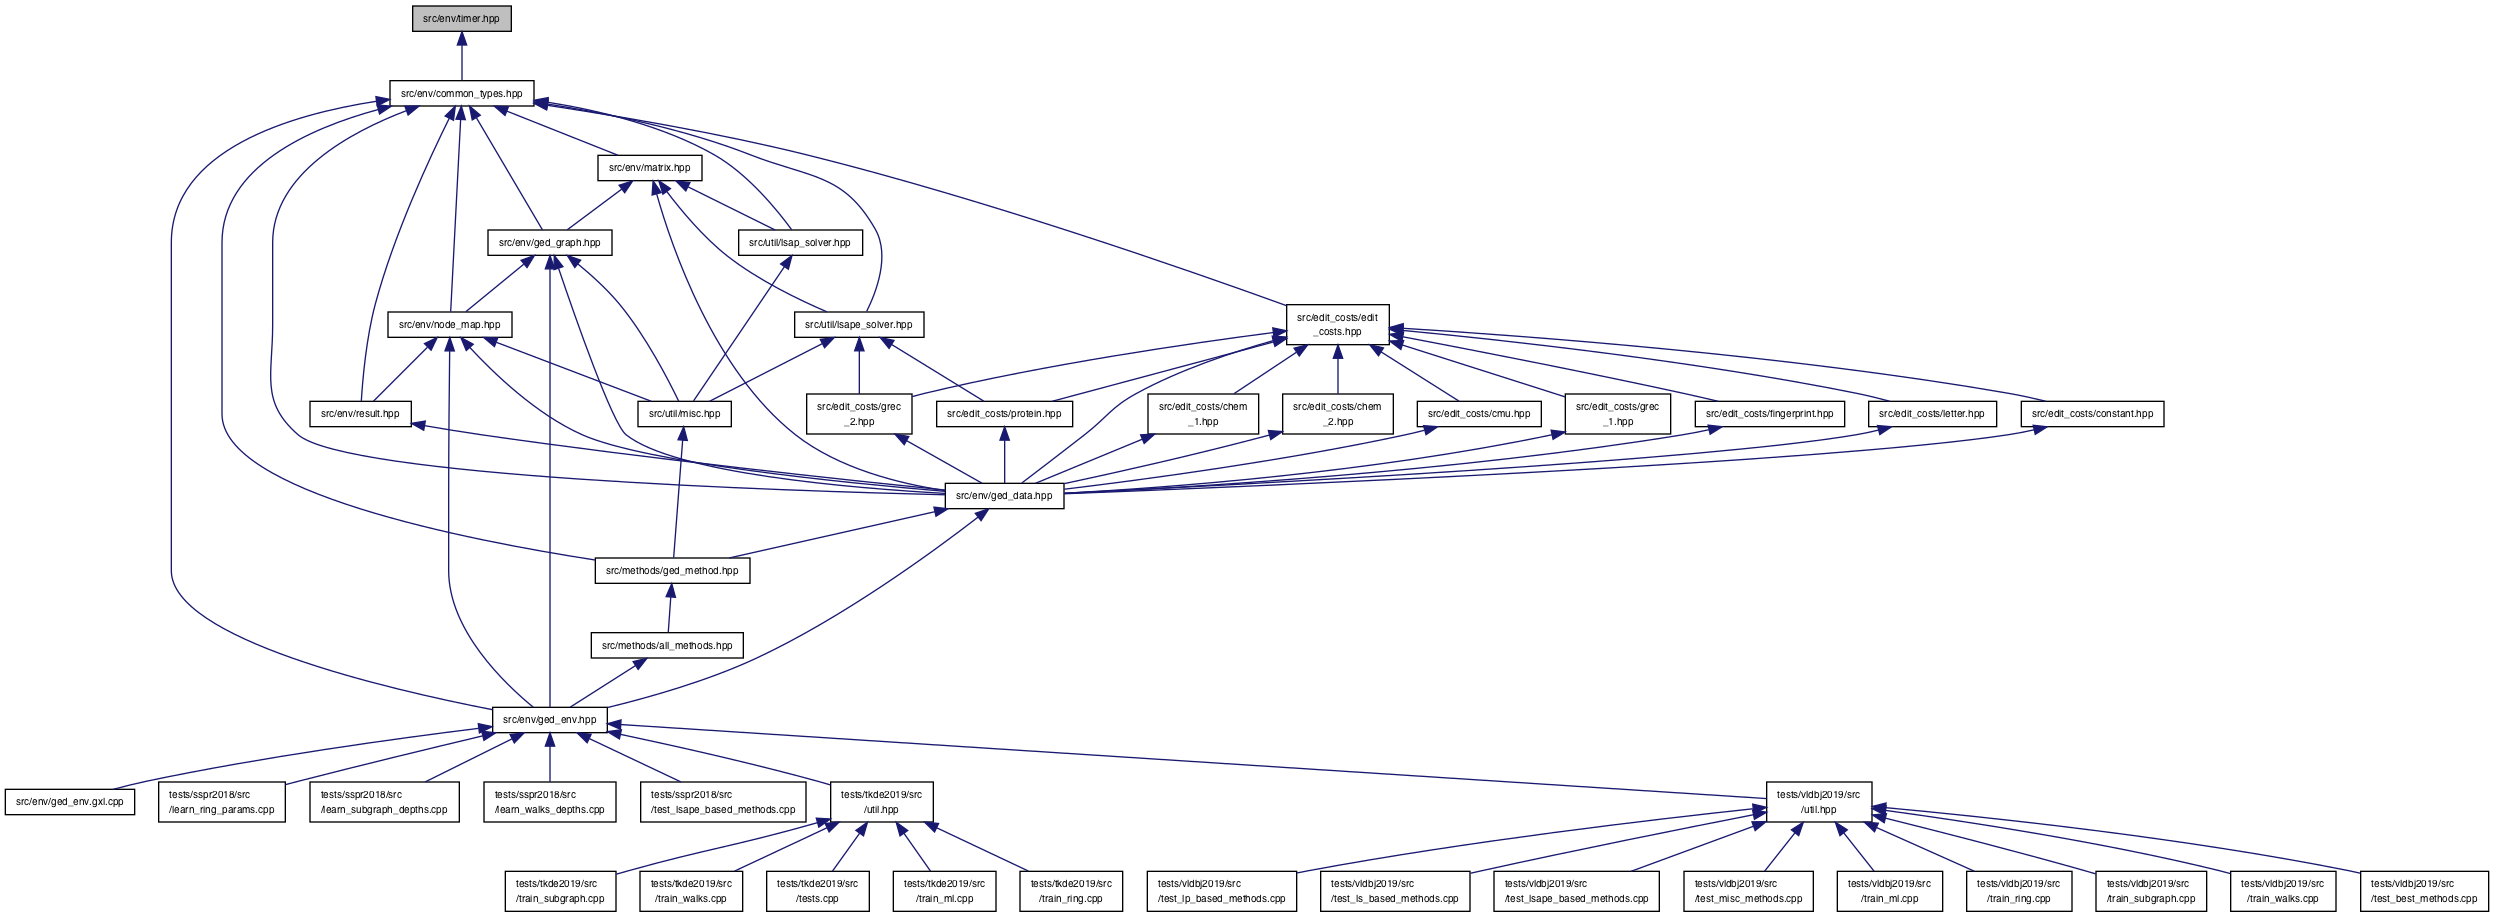 src/env/timer.hpp
src/env/common_types.hpp
src/env/matrix.hpp
src/env/ged_graph.hpp
src/util/lsap_solver.hpp
src/env/node_map.hpp
src/util/lsape_solver.hpp
src/edit_costs/edit
_costs.hpp
src/env/result.hpp
src/util/misc.hpp
src/edit_costs/grec
_2.hpp
src/edit_costs/protein.hpp
src/edit_costs/chem
_1.hpp
src/edit_costs/chem
_2.hpp
src/edit_costs/cmu.hpp
src/edit_costs/grec
_1.hpp
src/edit_costs/fingerprint.hpp
src/edit_costs/letter.hpp
src/edit_costs/constant.hpp
src/env/ged_data.hpp
src/methods/ged_method.hpp
src/methods/all_methods.hpp
src/env/ged_env.hpp
src/env/ged_env.gxl.cpp
tests/sspr2018/src
/learn_ring_params.cpp
tests/sspr2018/src
/learn_subgraph_depths.cpp
tests/sspr2018/src
/learn_walks_depths.cpp
tests/sspr2018/src
/test_lsape_based_methods.cpp
tests/tkde2019/src
/util.hpp
tests/vldbj2019/src
/util.hpp
tests/tkde2019/src
/train_subgraph.cpp
tests/tkde2019/src
/train_walks.cpp
tests/tkde2019/src
/tests.cpp
tests/tkde2019/src
/train_ml.cpp
tests/tkde2019/src
/train_ring.cpp
tests/vldbj2019/src
/test_lp_based_methods.cpp
tests/vldbj2019/src
/test_ls_based_methods.cpp
tests/vldbj2019/src
/test_lsape_based_methods.cpp
tests/vldbj2019/src
/test_misc_methods.cpp
tests/vldbj2019/src
/train_ml.cpp
tests/vldbj2019/src
/train_ring.cpp
tests/vldbj2019/src
/train_subgraph.cpp
tests/vldbj2019/src
/train_walks.cpp
tests/vldbj2019/src
/test_best_methods.cpp